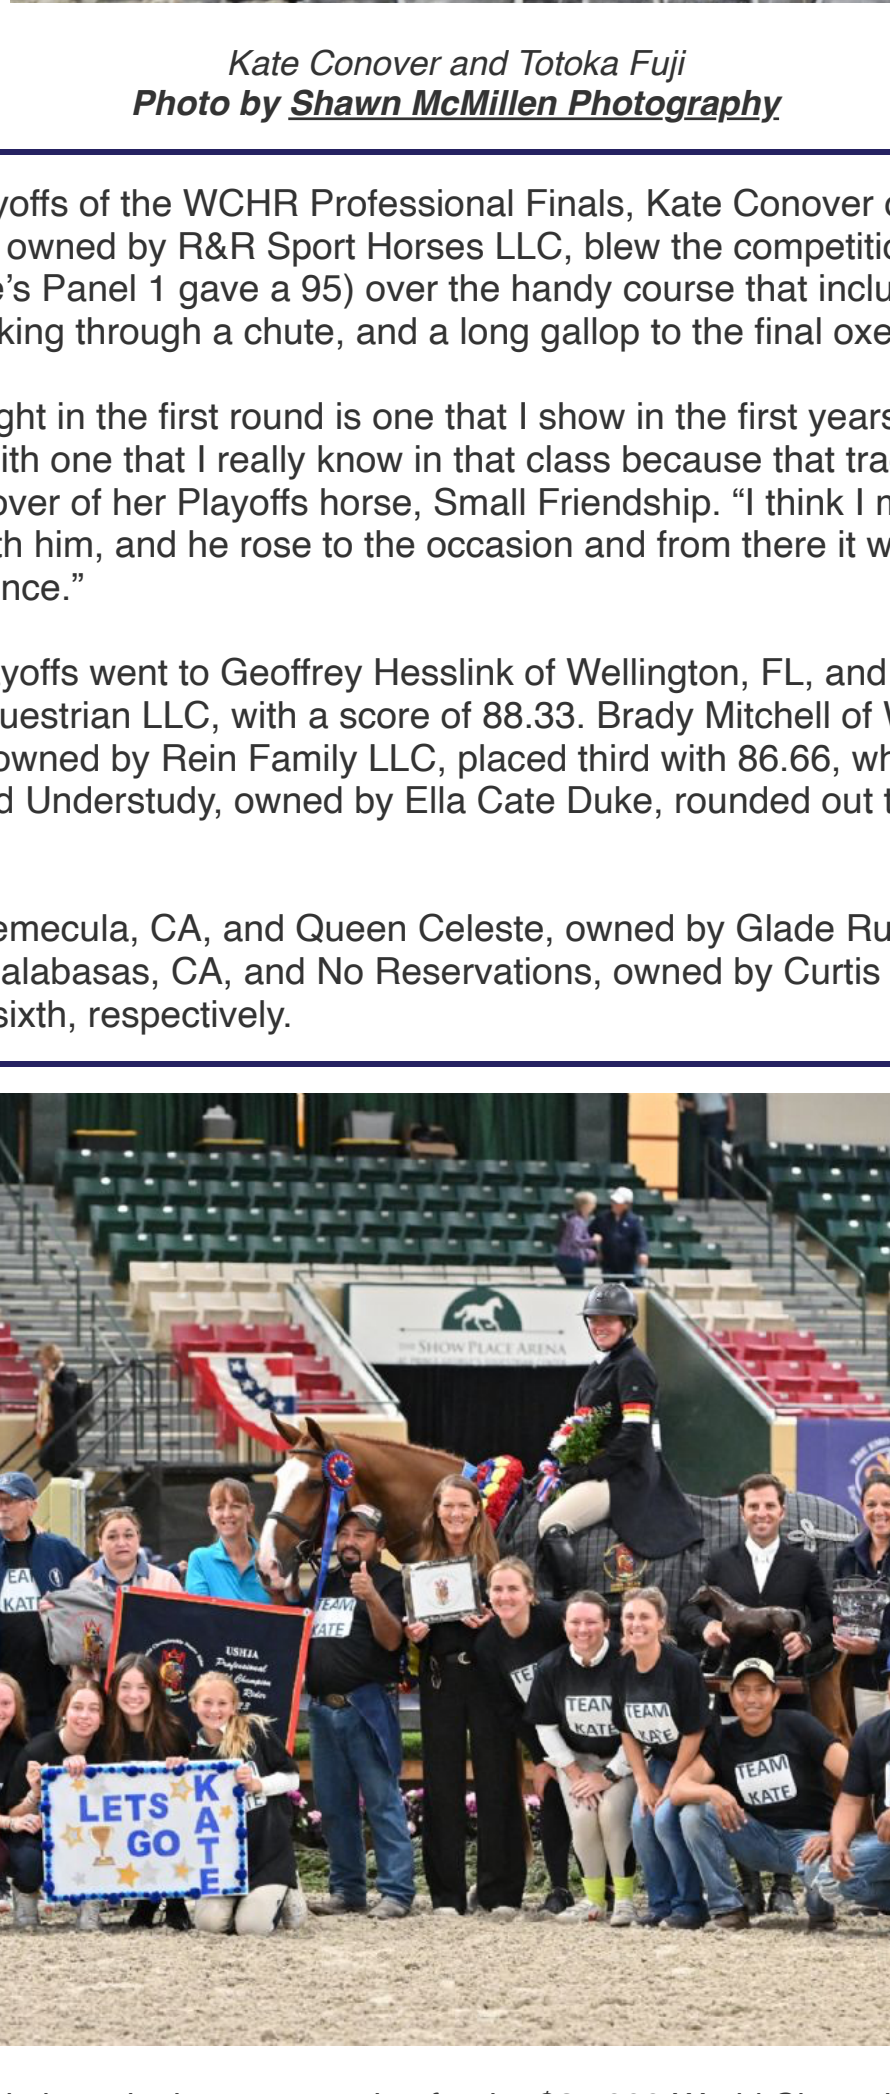 Kate Conover and Totoka Fuji
Photo by Shawn McMillen Photography
yoffs of the WCHR Professional Finals, Kate Conover
owned by R&R Sport Horses LLC, blew the competitio
e’s Panel 1 gave a 95) over the handy course that inclu
king through a chute, and a long gallop to the final oxe
ght in the first round is one that I show in the first years
ith one that I really know in that class because that tra
over of her Playoffs horse, Small Friendship. “I think I
th him, and he rose to the occasion and from there it w
nce.”
yoffs went to Geoffrey Hesslink of Wellington, FL, and
uestrian LLC, with a score of 88.33. Brady Mitchell of
owned by Rein Family LLC, placed third with 86.66, wh
d Understudy, owned by Ella Cate Duke, rounded out t
emecula, CA, and Queen Celeste, owned by Glade Ru
alabasas, CA, and No Reservations, owned by Curtis
sixth, respectively.
THE SHOW PLACE ARENA
AT PRINCE GEORGE'S EQUESTRIAN CENTER
TEAM
KATE
TEAM
KATE
USHJA
Professional
Champion
Rider
TEAM
KATE
TEAM
KATE
TEAM
KATE
LETS
GO
KATE